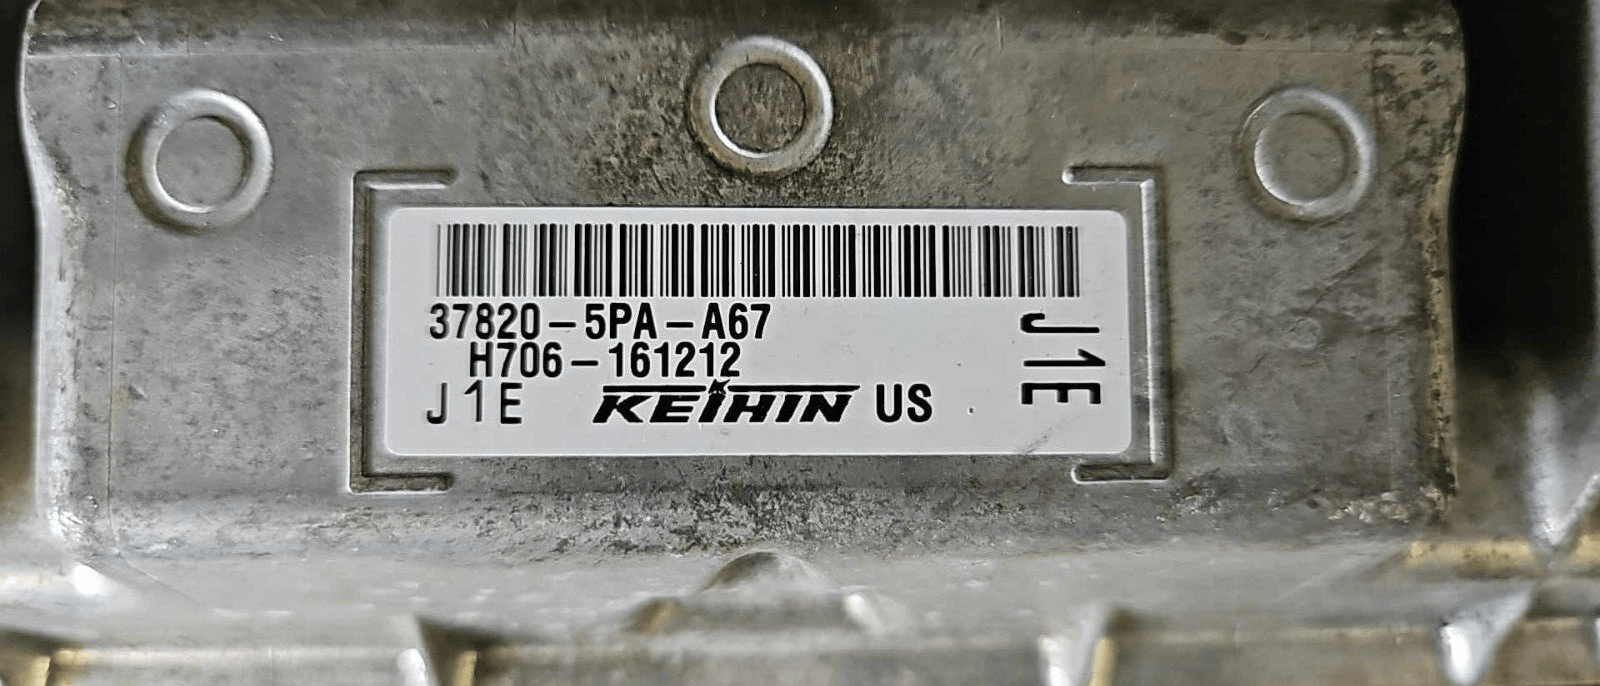 37820-5PA-A67
H706-161212
J1E KEIHIN US
J1E